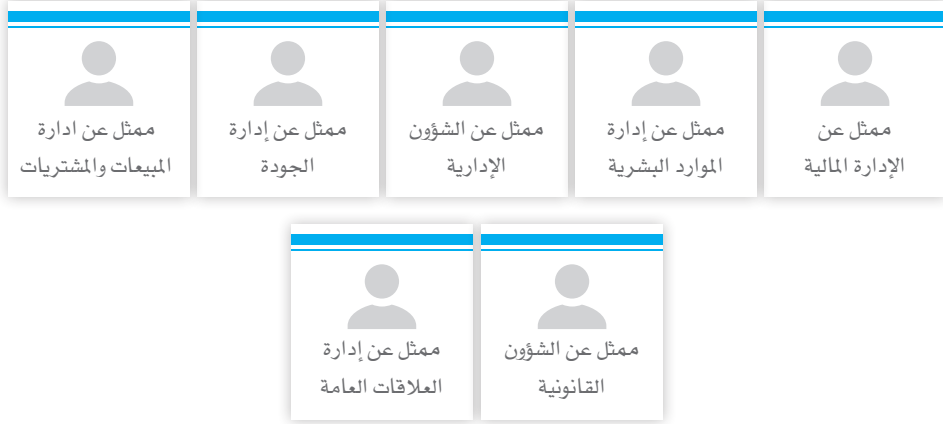 ممثل عن
الإدارة المالية
ممثل عن إدارة
الموارد البشرية
ممثل عن الشؤون
الإدارية
ممثل عن إدارة
الجودة
ممثل عن ادارة
المبيعات والمشتريات
ممثل عن الشؤون
القانونية
ممثل عن إدارة
العلاقات العامة